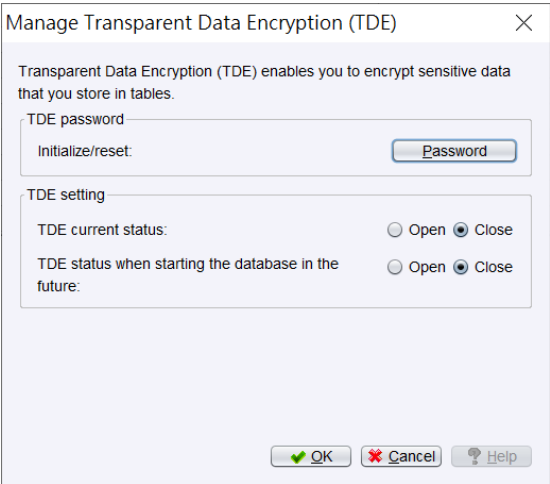 Manage Transparent Data Encryption (TDE)
Transparent Data Encryption (TDE) enables you to encrypt sensitive data
that you store in tables.
TDE password
Initialize/reset: Password
TDE setting
TDE current status: Open Close
TDE status when starting the database in the
future: Open Close
OK Cancel Help